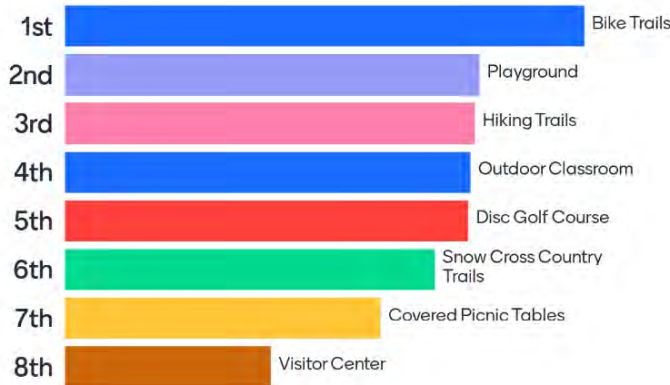 1st Bike Trails
2nd Playground
3rd Hiking Trails
4th Outdoor Classroom
5th Disc Golf Course
6th Snow Cross Country
Trails
7th Covered Picnic Tables
8th Visitor Center